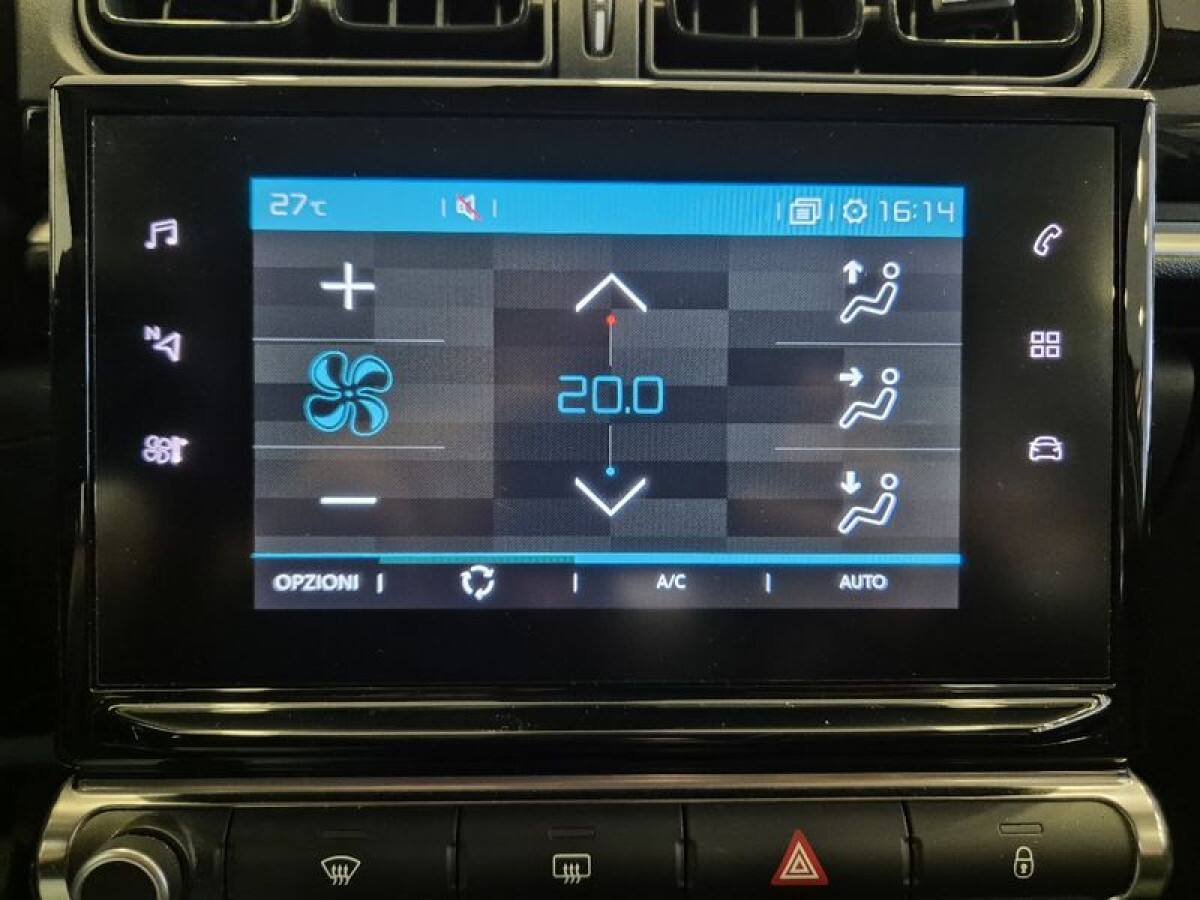 27°C 16:14
N
20.0
OPZIONI A/C AUTO